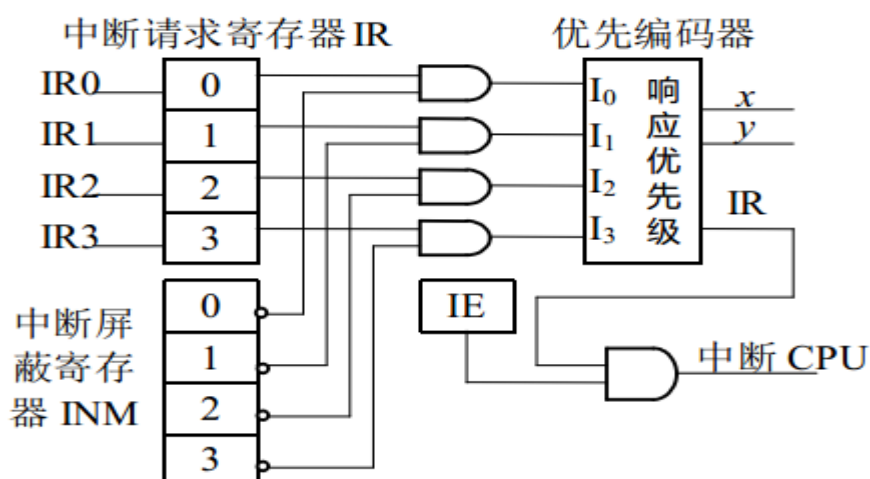 中断请求寄存器 IR
优先编码器
IR0
0
IR1
1
IR2
2
IR3
3
I0
I1
I2
I3
响应优先级
x
y
IR
0
1
2
3
中断屏
蔽寄存
器 INM
IE
中断 CPU